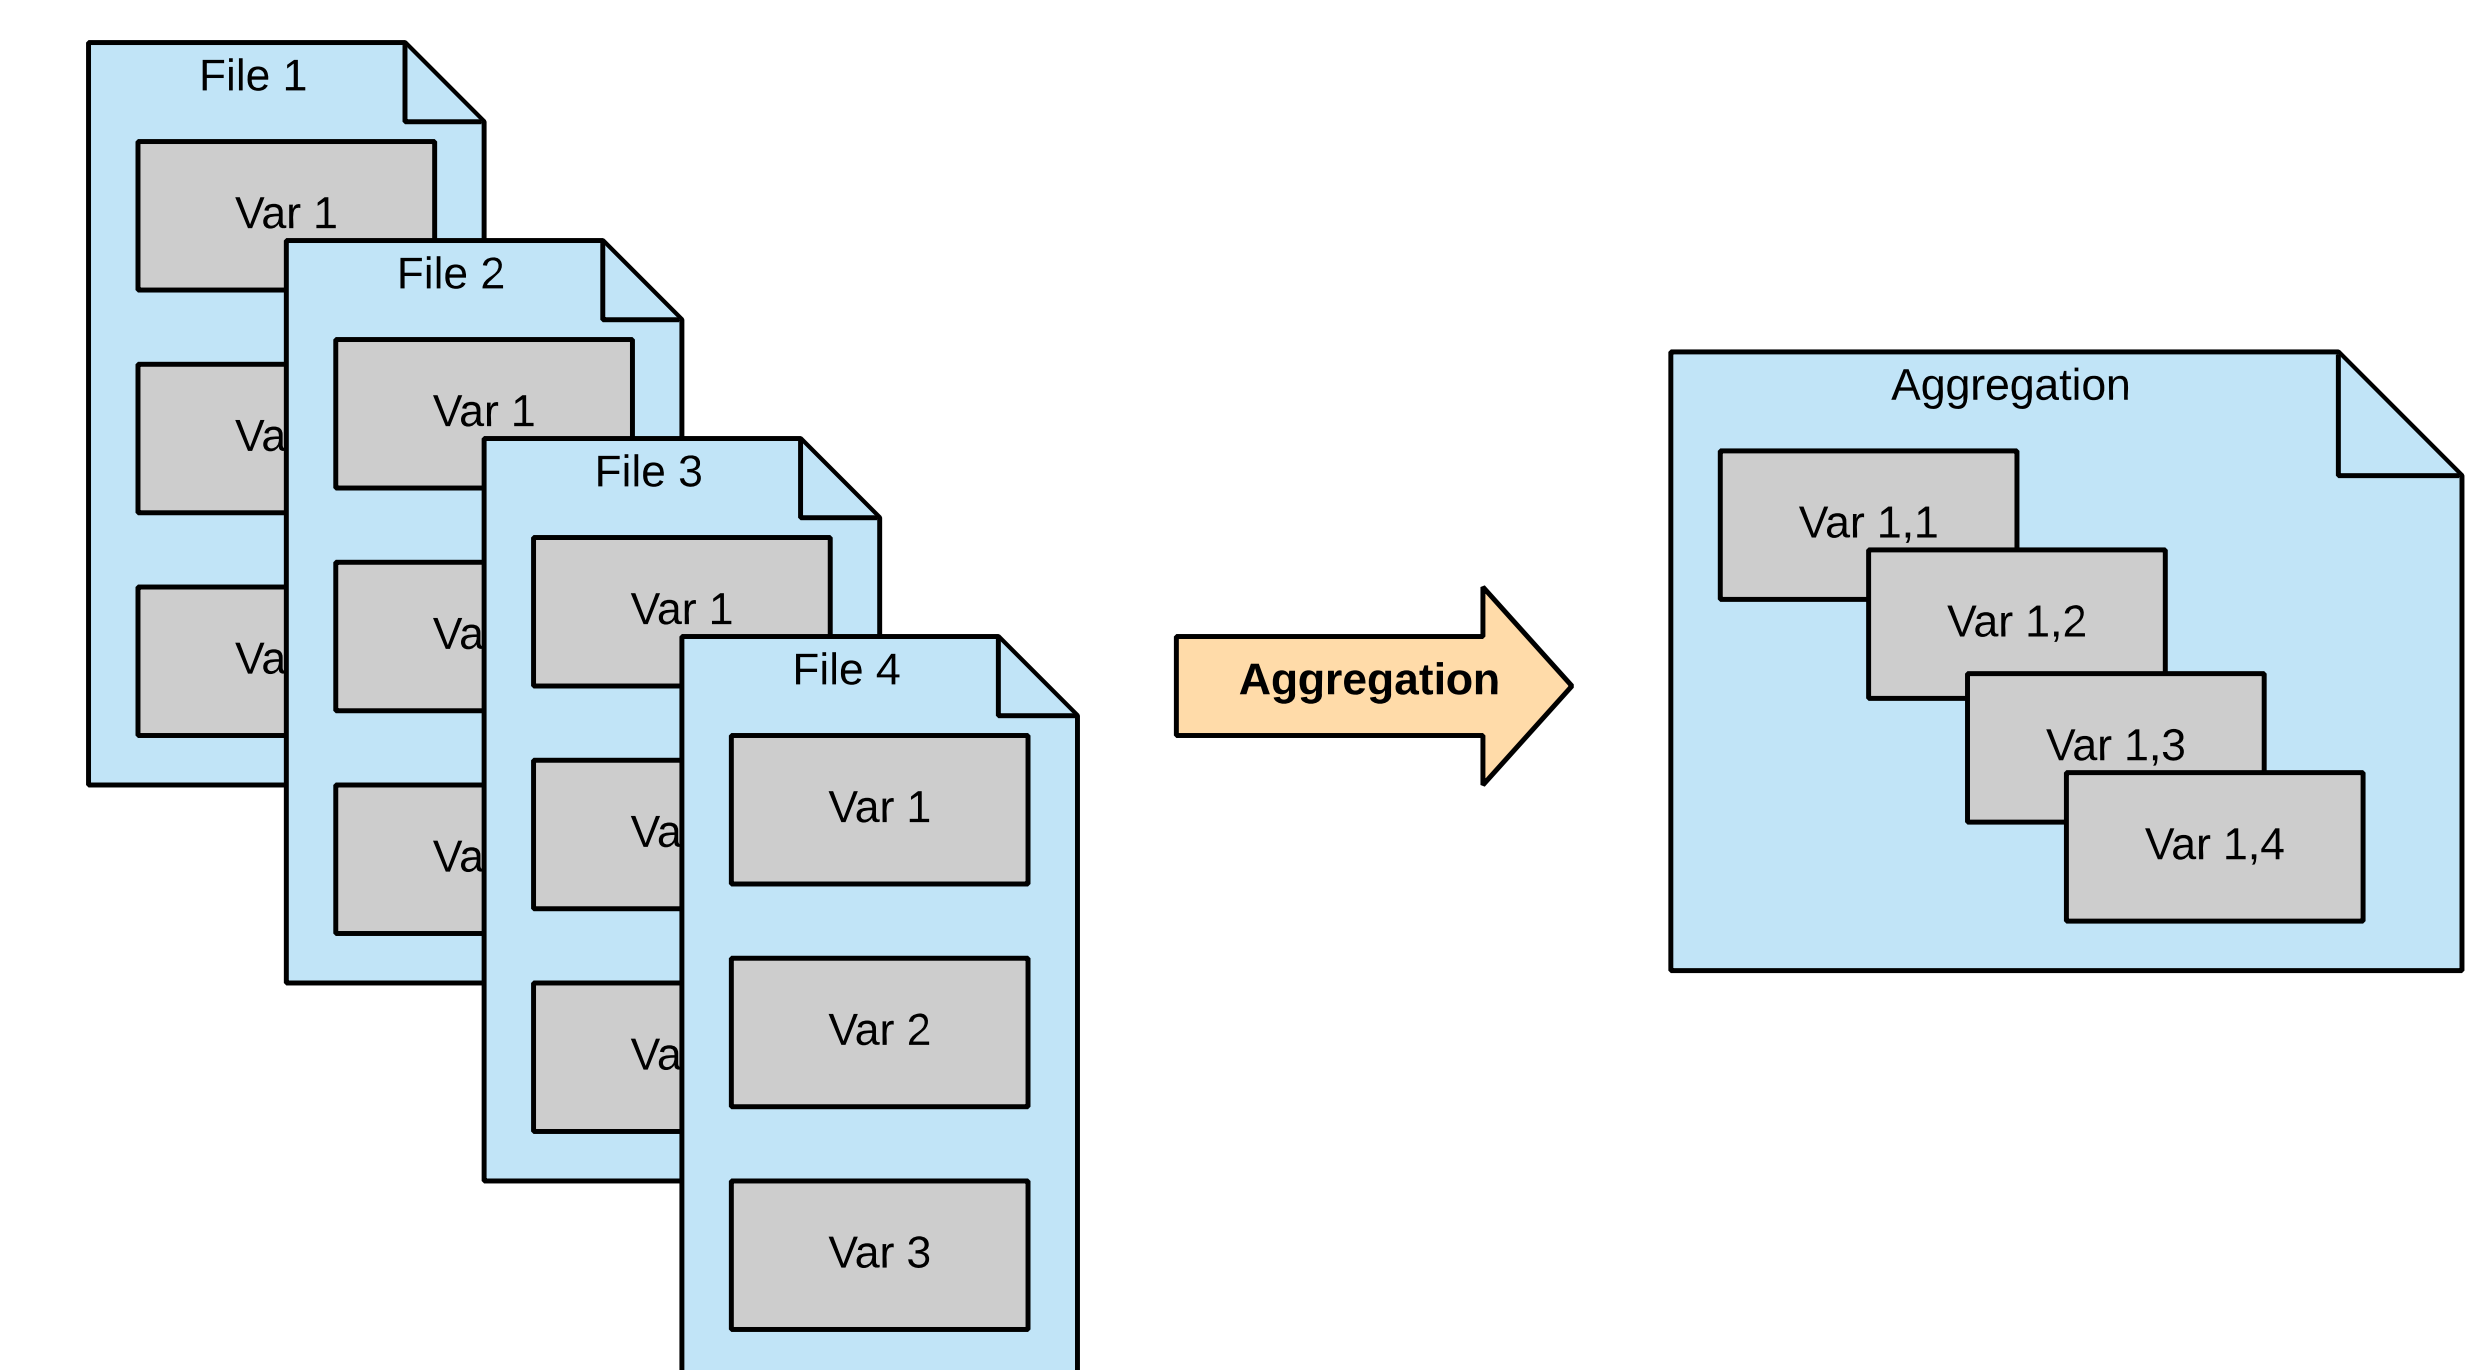 File 1
Var 1
Va
Va
File 2
Var 1
Va
Va
File 3
Var 1
Va
Va
File 4
Var 1
Var 2
Var 3
Aggregation
Aggregation
Var 1,1
Var 1,2
Var 1,3
Var 1,4